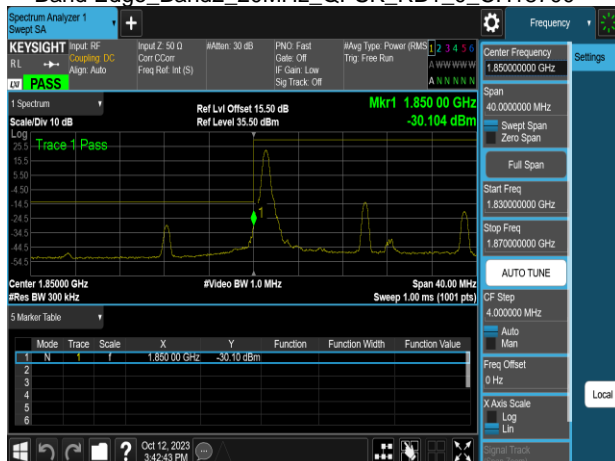 Spectrum Analyzer 1
Swept SA
+
Frequency
KEYSIGHT
RL
Input: RF
Coupling: DC
Align: Auto
Input Z: 50 Ω
Corr CCorr
Freq Ref: Int (S)
#Atten: 30 dB
PNO: Fast
Gate: Off
IF Gain: Low
Sig Track: Off
#Avg Type: Power (RMS
Trig: Free Run
1 2 3 4 5 6
A W W W W W
A N N N N N
PASS
1 Spectrum
Scale/Div 10 dB
Ref Lvl Offset 15.50 dB
Ref Level 35.50 dBm
Mkr1 1.850 00 GHz
-30.104 dBm
Log
Trace 1 Pass
25.5
15.5
5.50
-4.50
-14.5
-24.5
-34.5
-44.5
-54.5
1
Center 1.85000 GHz
#Res BW 300 kHz
#Video BW 1.0 MHz
Span 40.00 MHz
Sweep 1.00 ms (1001 pts)
5 Marker Table
Mode Trace Scale X Y Function Function Width Function Value
1 N 1 f 1.850 00 GHz -30.10 dBm
2
3
4
5
6
Oct 12, 2023
3:42:43 PM
Center Frequency
1.850000000 GHz
Settings
Span
40.0000000 MHz
Swept Span
Zero Span
Full Span
Start Freq
1.830000000 GHz
Stop Freq
1.870000000 GHz
AUTO TUNE
CF Step
4.000000 MHz
Auto
Man
Freq Offset
0 Hz
Local
X Axis Scale
Log
Lin
Signal Track